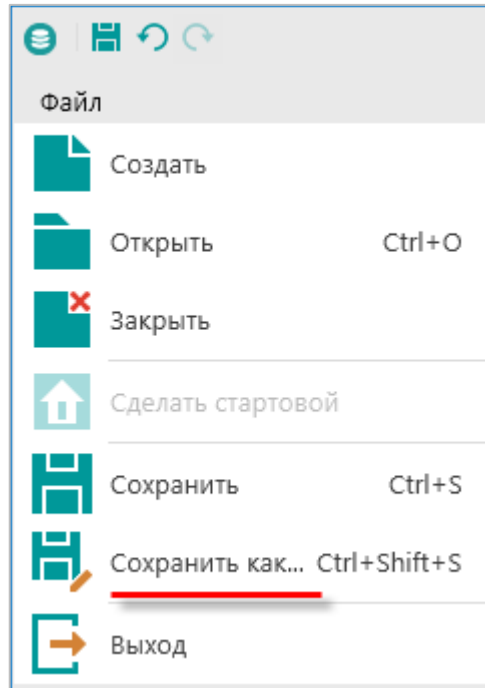 Файл
Создать
Открыть Ctrl+O
Закрыть
Сделать стартовой
Сохранить Ctrl+S
Сохранить как... Ctrl+Shift+S
Выход